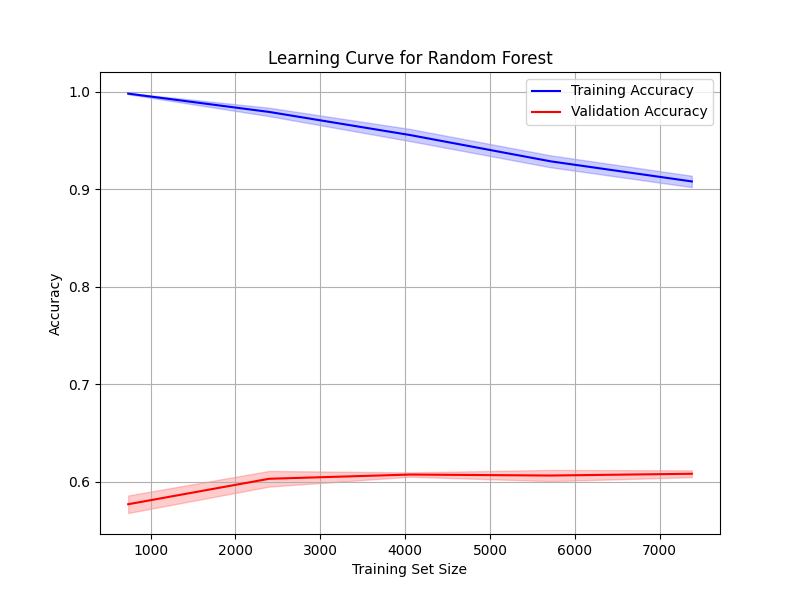 Learning Curve for Random Forest
Training Accuracy
Validation Accuracy
1.0
0.9
0.8
0.7
0.6
Accuracy
1000 2000 3000 4000 5000 6000 7000
Training Set Size